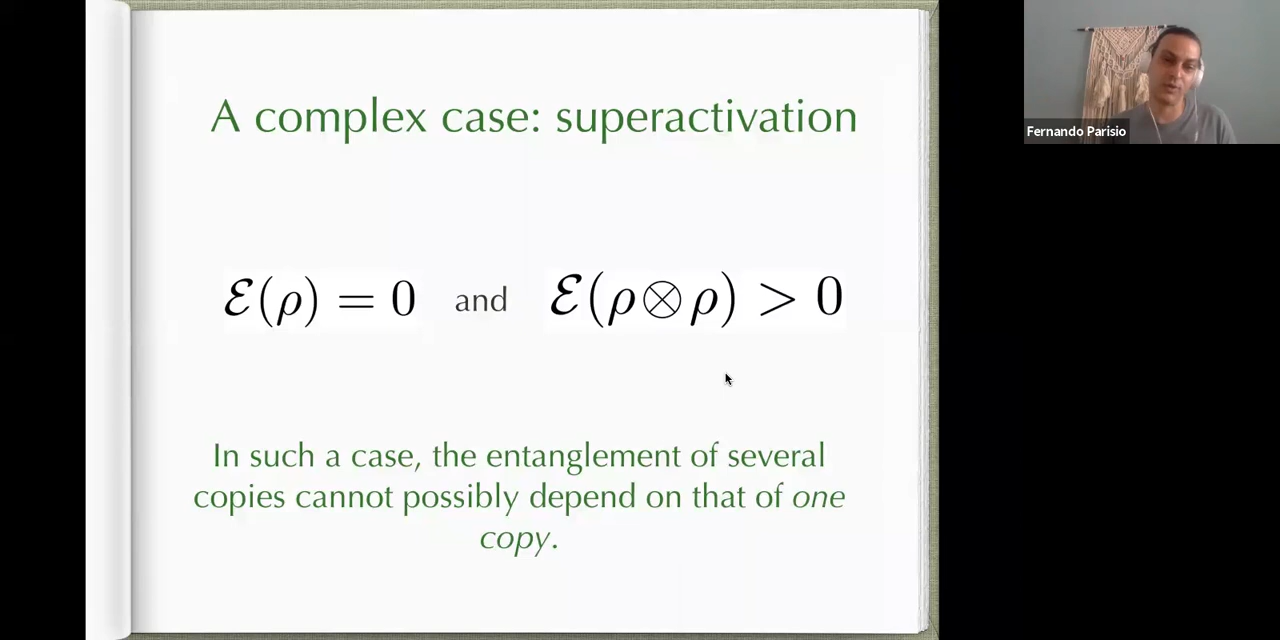 A complex case: superactivation
ℰ(ρ) = 0 and ℰ(ρ⊗ρ) > 0
In such a case, the entanglement of several
copies cannot possibly depend on that of one
copy.
Fernando Parisio